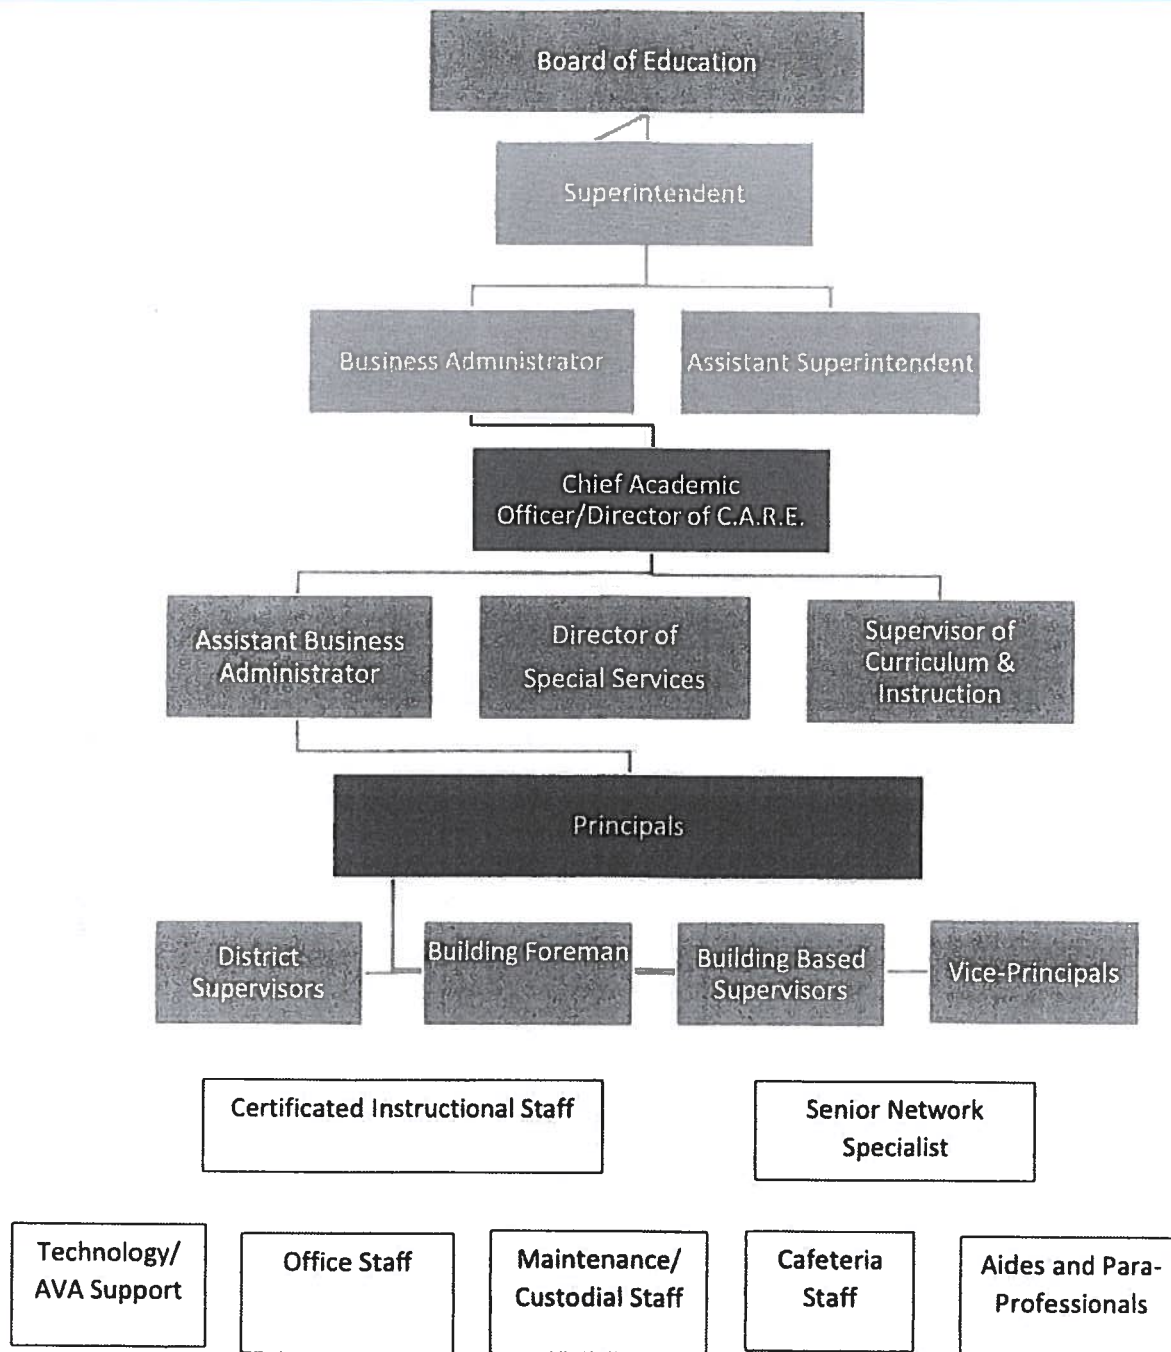 Board of Education
Superintendent
Business Administrator
Assistant Superintendent
Chief Academic
Officer/Director of C.A.R.E.
Assistant Business
Administrator
Director of
Special Services
Supervisor of
Curriculum &
Instruction
Principals
District
Supervisors
Building Foreman
Building Based
Supervisors
Vice-Principals
Certificated Instructional Staff
Senior Network
Specialist
Technology/
AVA Support
Office Staff
Maintenance/
Custodial Staff
Cafeteria
Staff
Aides and Para-
Professionals